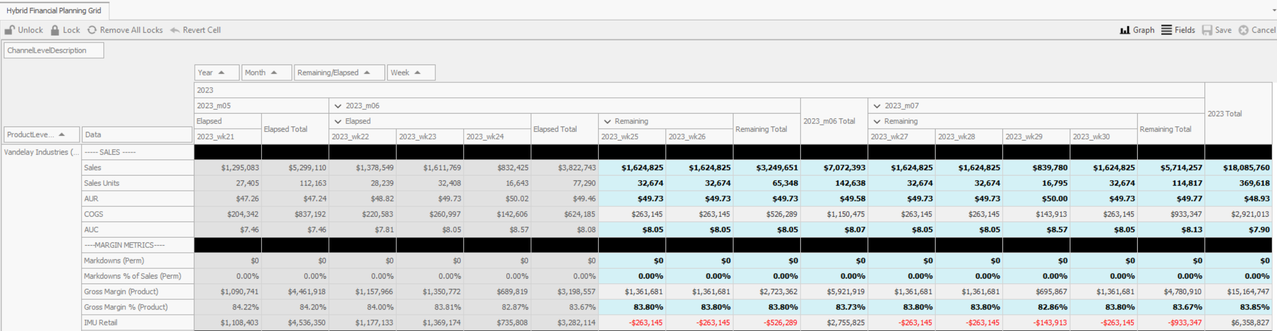 Hybrid Financial Planning Grid
Unlock Lock Remove All Locks Revert Cell Graph Fields Save Cancel
ChannelLevelDescription
Year Month Remaining/Elapsed Week
2023
2023_m05 2023_m06 2023_m06 Total 2023_m07 2023 Total
Elapsed Elapsed Total Elapsed Elapsed Total Remaining Remaining Total Remaining Remaining Total
ProductLeve... Data 2023_wk21 2023_wk22 2023_wk23 2023_wk24 2023_wk25 2023_wk26 2023_wk27 2023_wk28 2023_wk29 2023_wk30
Vandelay Industries (... ----- SALES -----
Sales $1,295,083 $5,299,110 $1,378,549 $1,611,769 $832,425 $3,822,743 $1,624,825 $1,624,825 $3,249,651 $7,072,393 $1,624,825 $1,624,825 $839,780 $1,624,825 $5,714,257 $18,085,760
Sales Units 27,405 112,163 28,239 32,408 16,643 77,290 32,674 32,674 65,348 142,638 32,674 32,674 16,795 32,674 114,817 369,618
AUR $47.26 $47.24 $48.82 $49.73 $50.02 $49.46 $49.73 $49.73 $49.73 $49.58 $49.73 $49.73 $50.00 $49.73 $49.77 $48.93
COGS $204,342 $837,192 $220,583 $260,997 $142,606 $624,185 $263,145 $263,145 $526,289 $1,150,475 $263,145 $263,145 $143,913 $263,145 $933,347 $2,921,013
AUC $7.46 $7.46 $7.81 $8.05 $8.57 $8.08 $8.05 $8.05 $8.05 $8.07 $8.05 $8.05 $8.57 $8.05 $8.13 $7.90
----MARGIN METRICS----
Markdowns (Perm) $0 $0 $0 $0 $0 $0 $0 $0 $0 $0 $0 $0 $0 $0 $0 $0
Markdowns % of Sales (Perm) 0.00% 0.00% 0.00% 0.00% 0.00% 0.00% 0.00% 0.00% 0.00% 0.00% 0.00% 0.00% 0.00% 0.00% 0.00% 0.00%
Gross Margin (Product) $1,090,741 $4,461,918 $1,157,966 $1,350,772 $689,819 $3,198,557 $1,361,681 $1,361,681 $2,723,362 $5,921,919 $1,361,681 $1,361,681 $695,867 $1,361,681 $4,780,910 $15,164,747
Gross Margin % (Product) 84.22% 84.20% 84.00% 83.81% 82.87% 83.67% 83.80% 83.80% 83.80% 83.73% 83.80% 83.80% 82.86% 83.80% 83.67% 83.85%
IMU Retail $1,108,403 $4,536,350 $1,177,133 $1,369,174 $735,808 $3,282,114 -$263,145 -$263,145 -$526,289 $2,755,825 -$263,145 -$263,145 -$143,913 -$263,145 -$933,347 $6,358,827